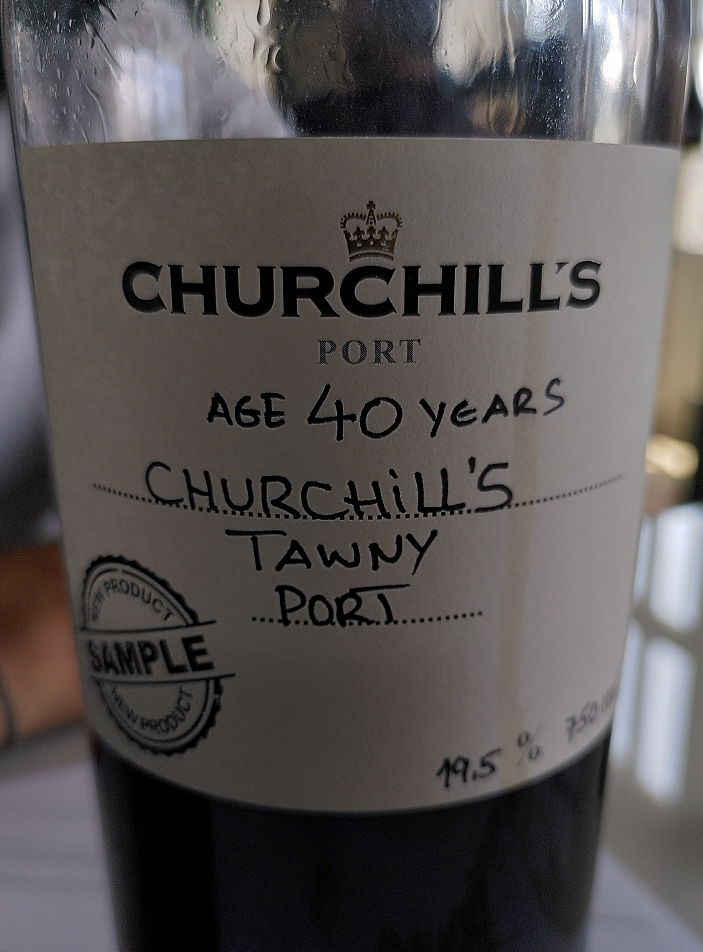 CHURCHILL'S
PORT
AGE 40 YEARS
CHURCHiLL'S
TAWNY
PORT
NEW PRODUCT
SAMPLE
NEW PRODUCT
19,5 % 750